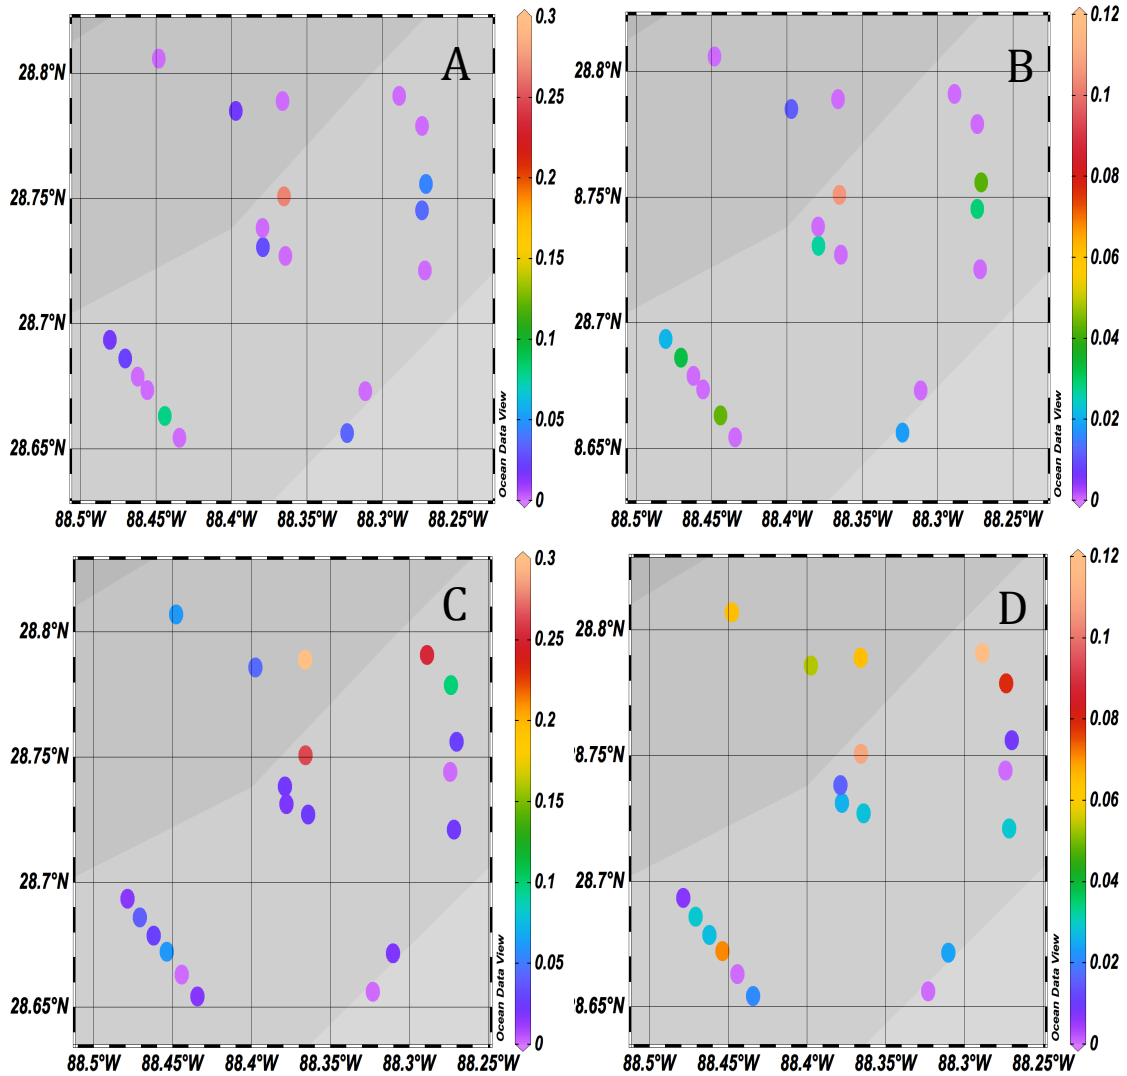 A
28.8°N
28.75°N
28.7°N
28.65°N
88.5°W 88.45°W 88.4°W 88.35°W 88.3°W 88.25°W
Ocean Data View
0.3
0.25
0.2
0.15
0.1
0.05
0
B
28.8°N
8.75°N
28.7°N
8.65°N
88.5°W 88.45°W 88.4°W 88.35°W 88.3°W 88.25°W
Ocean Data View
0.12
0.1
0.08
0.06
0.04
0.02
0
C
28.8°N
28.75°N
28.7°N
28.65°N
88.5°W 88.45°W 88.4°W 88.35°W 88.3°W 88.25°W
Ocean Data View
0.3
0.25
0.2
0.15
0.1
0.05
0
D
28.8°N
8.75°N
28.7°N
8.65°N
88.5°W 88.45°W 88.4°W 88.35°W 88.3°W 88.25°W
Ocean Data View
0.12
0.1
0.08
0.06
0.04
0.02
0